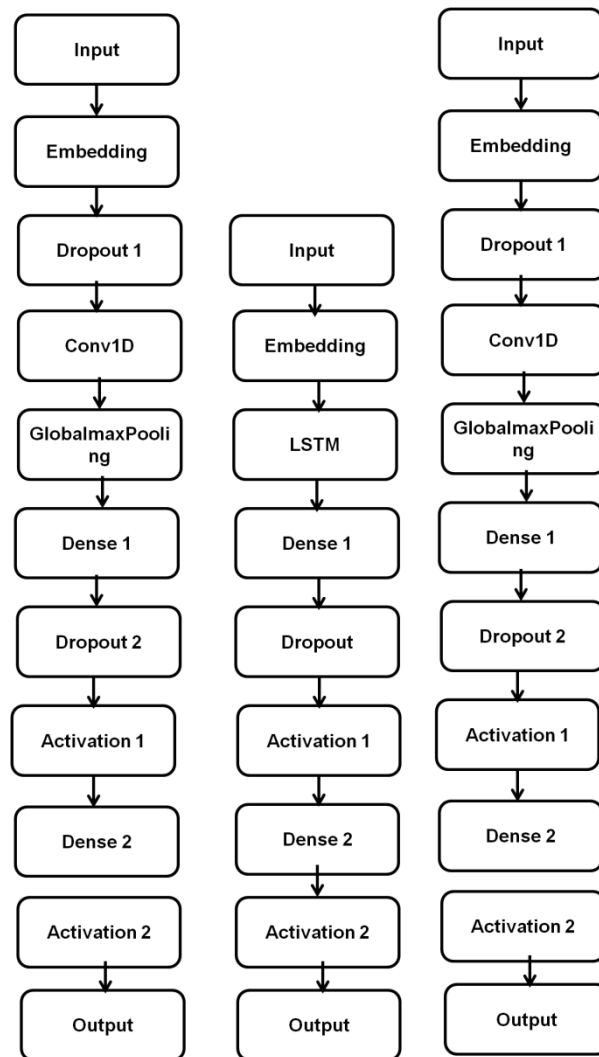 Input
Embedding
Dropout 1
Conv1D
GlobalmaxPooli
ng
Dense 1
Dropout 2
Activation 1
Dense 2
Activation 2
Output
Input
Embedding
LSTM
Dense 1
Dropout
Activation 1
Dense 2
Activation 2
Output
Input
Embedding
Dropout 1
Conv1D
GlobalmaxPooli
ng
Dense 1
Dropout 2
Activation 1
Dense 2
Activation 2
Output